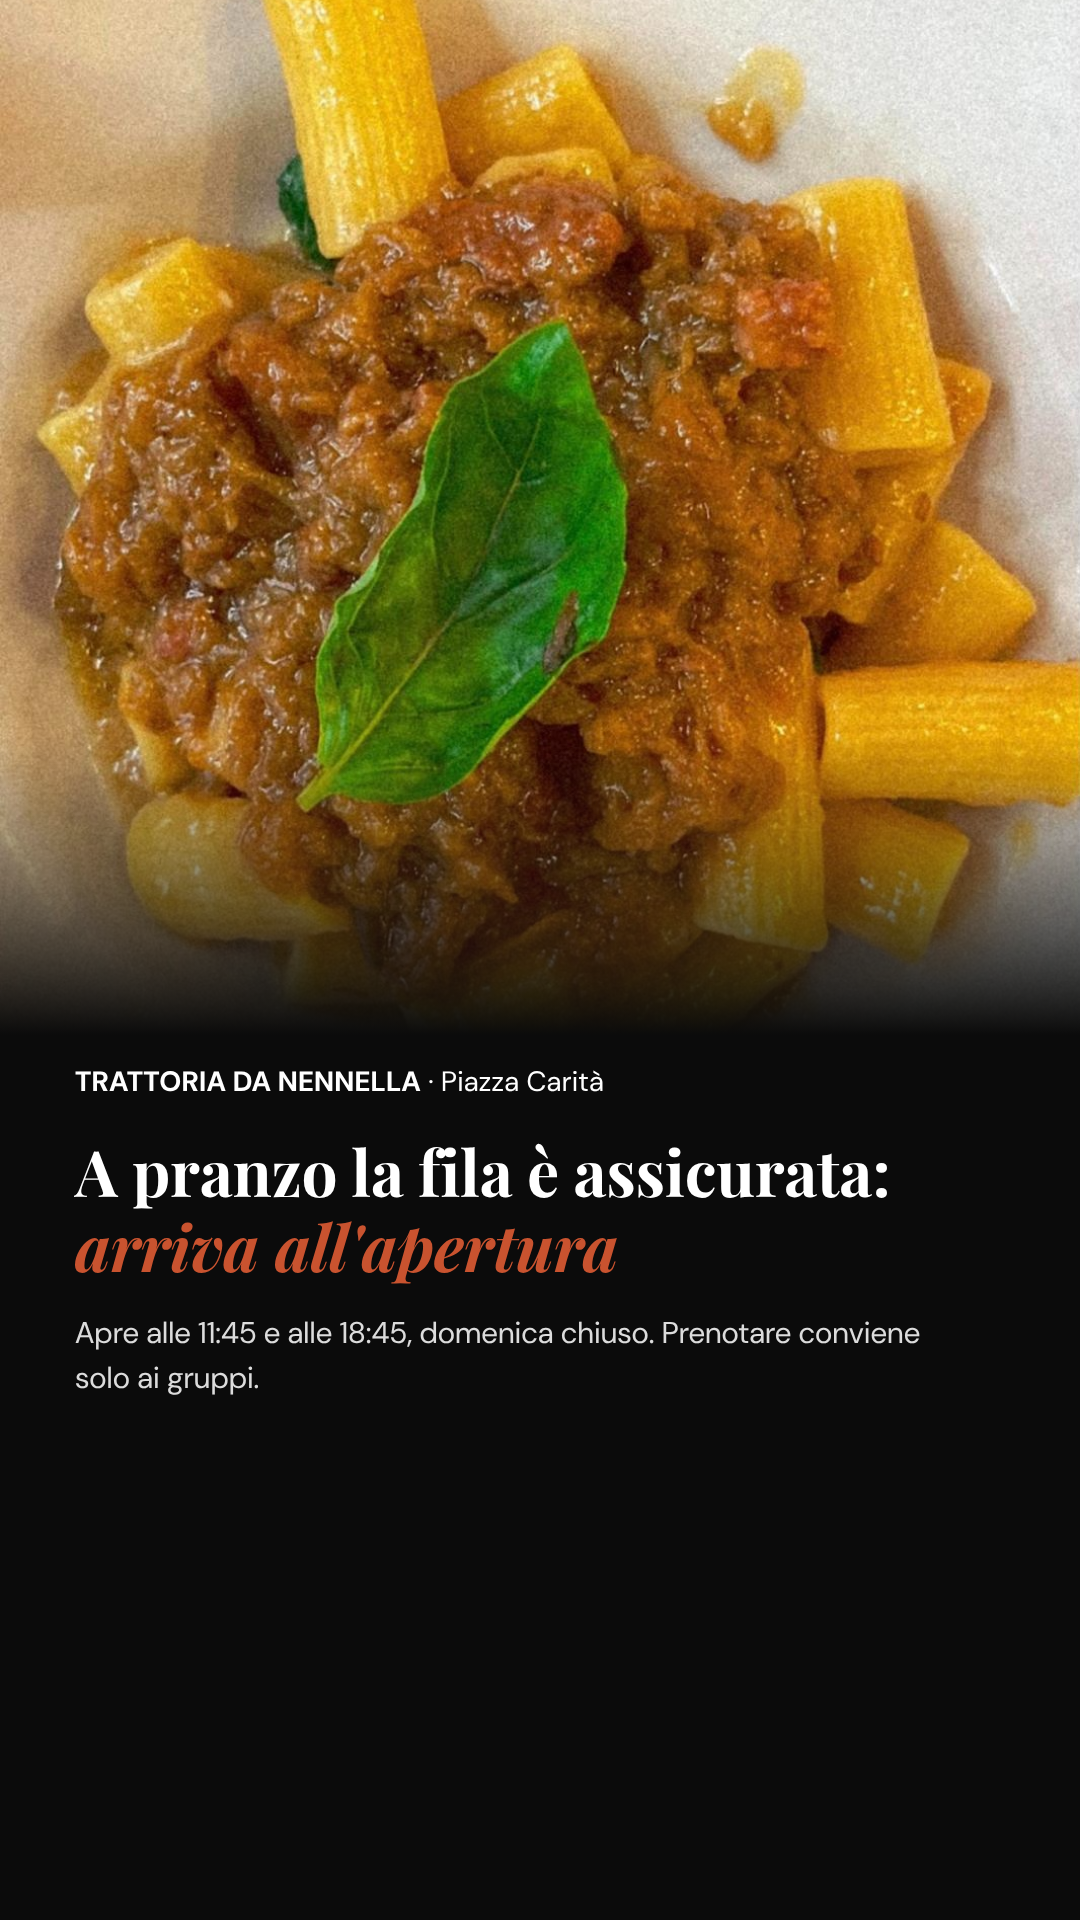 TRATTORIA DA NENNELLA · Piazza Carità
A pranzo la fila è assicurata:
arriva all'apertura
Apre alle 11:45 e alle 18:45, domenica chiuso. Prenotare conviene
solo ai gruppi.